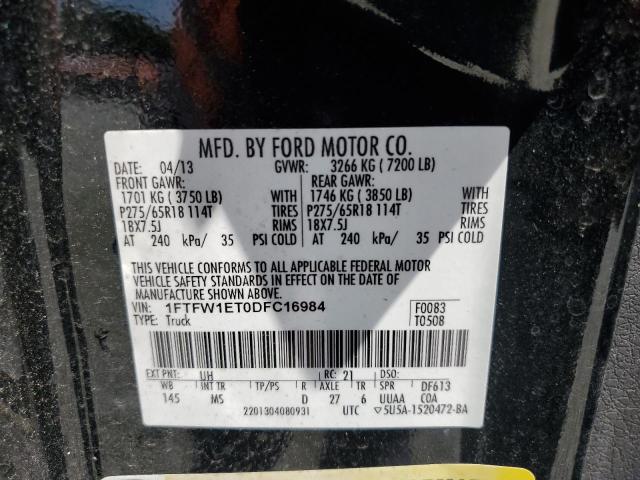 MFD. BY FORD MOTOR CO.
DATE: 04/13 GVWR: 3266 KG ( 7200 LB)
FRONT GAWR: REAR GAWR:
1701 KG ( 3750 LB) WITH 1746 KG ( 3850 LB) WITH
P275/65R18 114T TIRES P275/65R18 114T TIRES
18X7.5J RIMS 18X7.5J RIMS
AT 240 kPa/ 35 PSI COLD AT 240 kPa/ 35 PSI COLD
THIS VEHICLE CONFORMS TO ALL APPLICABLE FEDERAL MOTOR
VEHICLE SAFETY STANDARDS IN EFFECT ON THE DATE OF
MANUFACTURE SHOWN ABOVE.
VIN: 1FTFW1ET0DFC16984 F0083
TYPE: Truck T0508
EXT PNT: UH RC: 21 DSO:
WB INT TR TP/PS R AXLE TR SPR DF613
145 MS D 27 6 UUAA COA
2201304080931 UTC ▽5U5A-1520472-BA